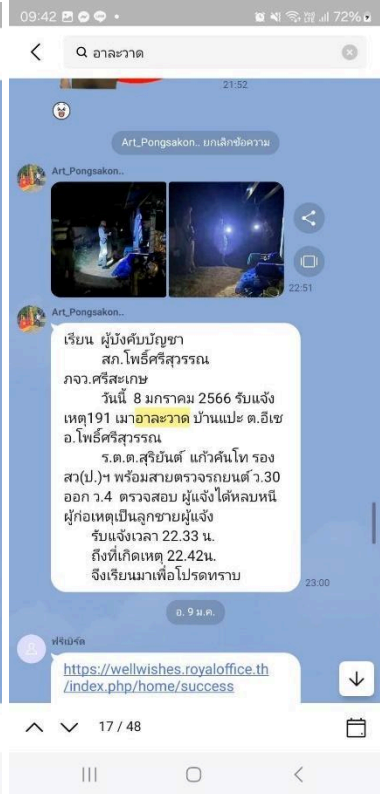 09:42
72%
อาละวาด
21:52
Art_Pongsakon.. ยกเลิกข้อความ
Art_Pongsakon..
22:51
Art_Pongsakon..
เรียน ผู้บังคับบัญชา
สภ.โพธิ์ศรีสุวรรณ
ภจว.ศรีสะเกษ
วันนี้ 8 มกราคม 2566 รับแจ้ง
เหตุ191 เมาอาละวาด บ้านแปะ ต.อีเซ
อ.โพธิ์ศรีสุวรรณ
ร.ต.ต.สุริยันต์ แก้วคันโท รอง
สว(ป.)ฯ พร้อมสายตรวจรถยนต์ ว.30
ออก ว.4 ตรวจสอบ ผู้แจ้งได้หลบหนี
ผู้ก่อเหตุเป็นลูกชายผู้แจ้ง
รับแจ้งเวลา 22.33 น.
ถึงที่เกิดเหตุ 22.42น.
จึงเรียนมาเพื่อโปรดทราบ
23:00
อ. 9 ม.ค.
ฟรีเบิร์ด
https://wellwishes.royaloffice.th
/index.php/home/success
17 / 48